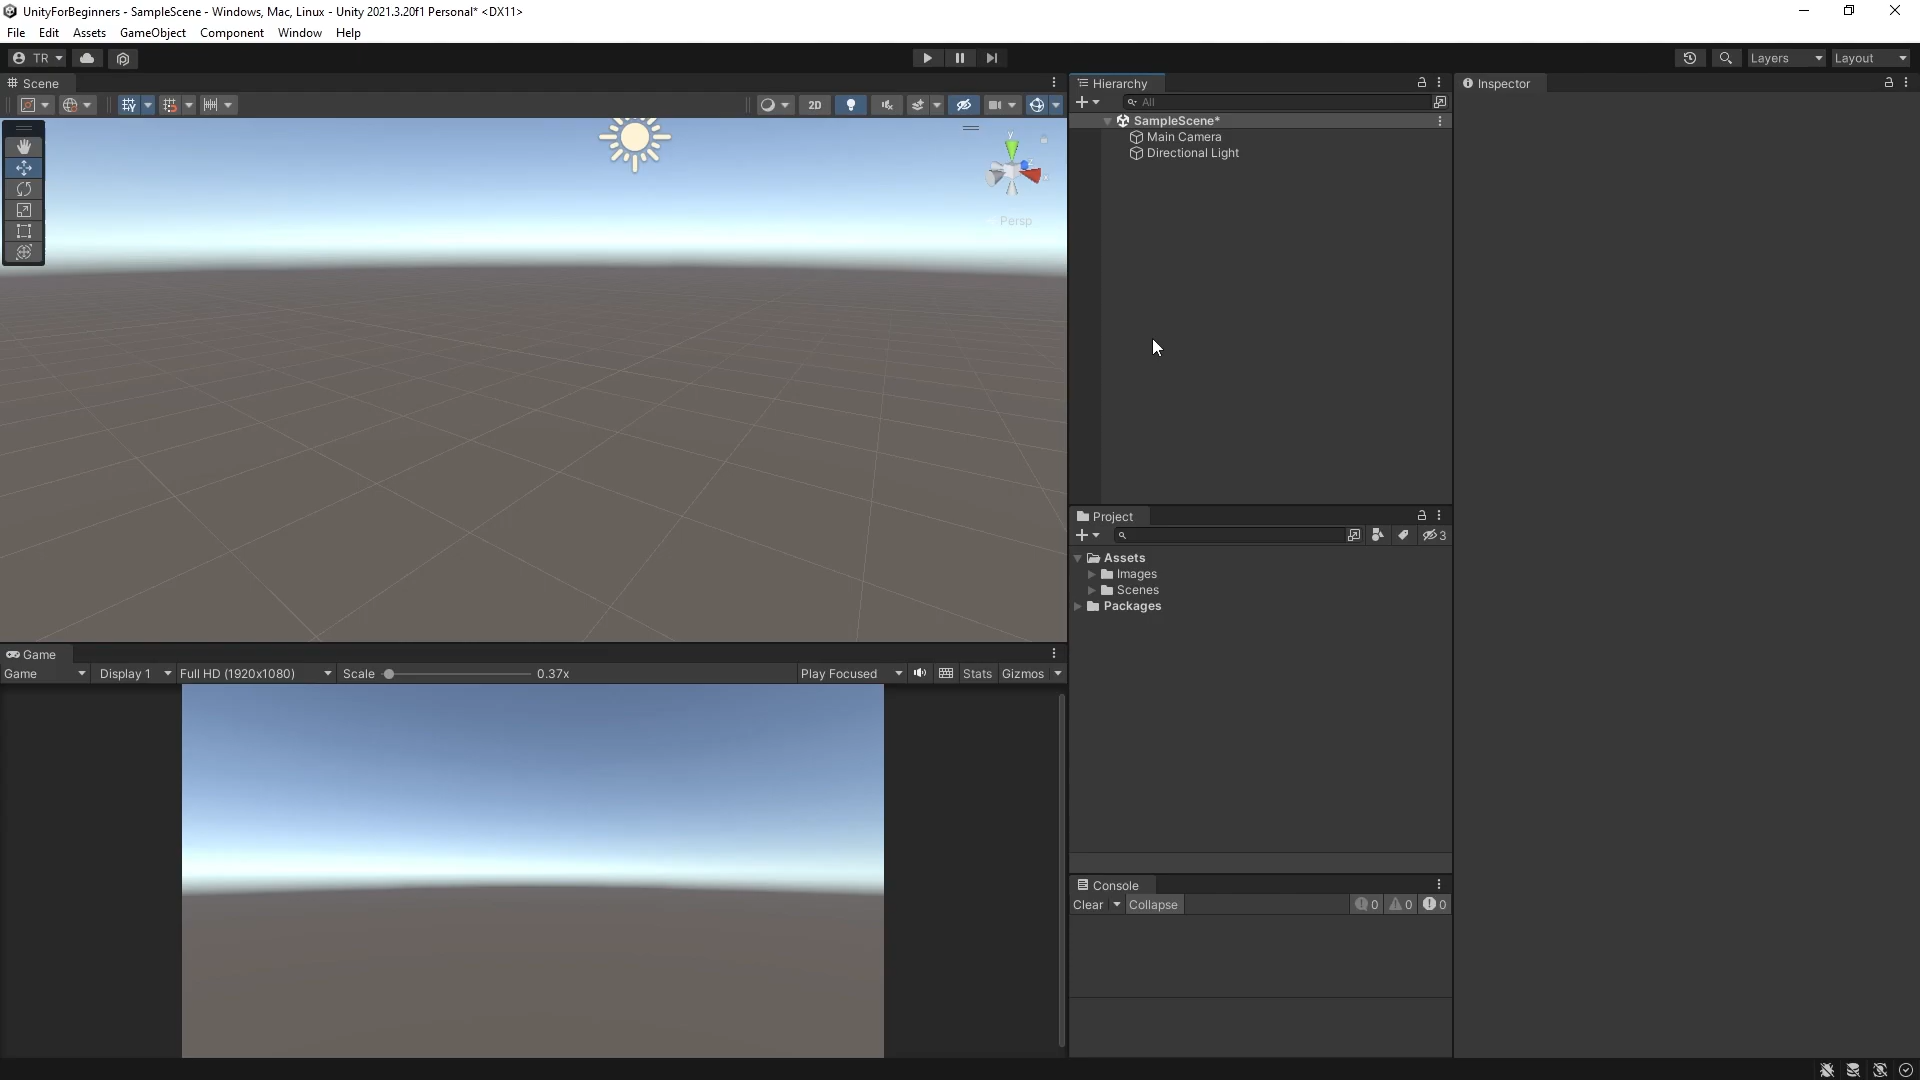 UnityForBeginners - SampleScene - Windows, Mac, Linux - Unity 2021.3.20f1 Personal* <DX11>
File Edit Assets GameObject Component Window Help
TR
Layers Layout
Scene
2D
Persp
Hierarchy
All
SampleScene*
Main Camera
Directional Light
Inspector
Project
3
Assets
Images
Scenes
Packages
Game
Game Display 1 Full HD (1920x1080) Scale 0.37x Play Focused Stats Gizmos
Console
Clear Collapse 0 0 0